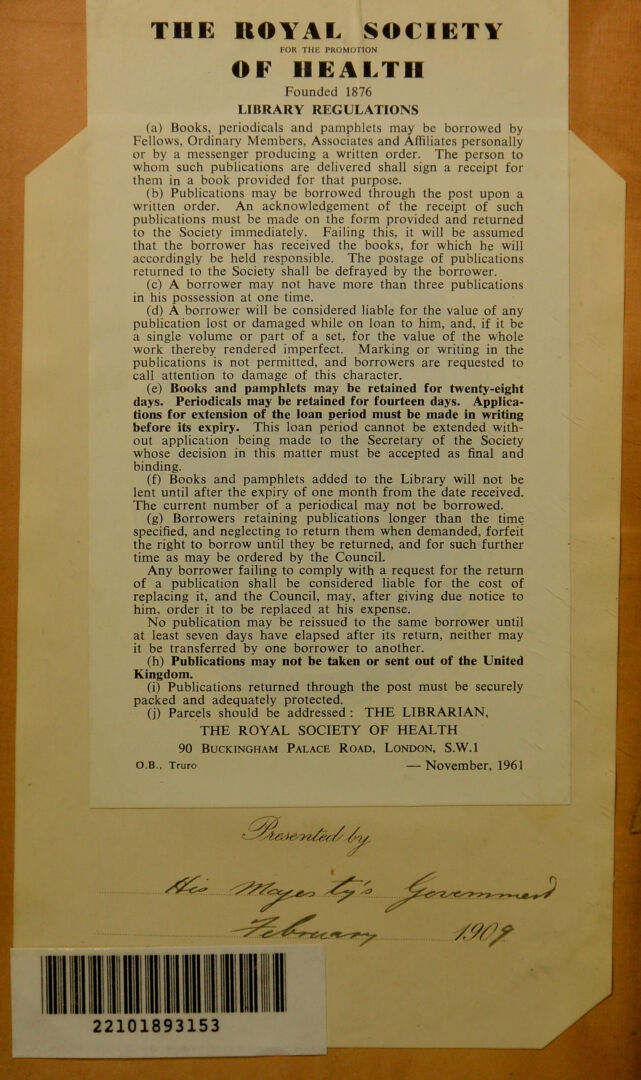 THE ROYAL SOCIETY
FOR THE PROMOTION
OF HEALTH
Founded 1876
LIBRARY REGULATIONS
(a) Books, periodicals and pamphlets may be borrowed by
Fellows, Ordinary Members, Associates and Affiliates personally
or by a messenger producing a written order. The person to
whom such publications are delivered shall sign a receipt for
them in a book provided for that purpose.
(b) Publications may be borrowed through the post upon a
written order. An acknowledgement of the receipt of such
publications must be made on the form provided and returned
to the Society immediately. Failing this, it will be assumed
that the borrower has received the books, for which he will
accordingly be held responsible. The postage of publications
returned to the Society shall be defrayed by the borrower.
(c) A borrower may not have more than three publications
in his possession at one time.
(d) A borrower will be considered liable for the value of any
publication lost or damaged while on loan to him, and, if it be
a single volume or part of a set, for the value of the whole
work thereby rendered imperfect. Marking or writing in the
publications is not permitted, and borrowers are requested to
call attention to damage of this character.
(e) Books and pamphlets may be retained for twenty-eight
days. Periodicals may be retained for fourteen days. Applica-
tions for extension of the loan period must be made in writing
before its expiry. This loan period cannot be extended with-
out application being made to the Secretary of the Society
whose decision in this matter must be accepted as final and
binding.
(f) Books and pamphlets added to the Library will not be
lent until after the expiry of one month from the date received.
The current number of a periodical may not be borrowed.
(g) Borrowers retaining publications longer than the time
specified, and neglecting to return them when demanded, forfeit
the right to borrow until they be returned, and for such further
time as may be ordered by the Council.
Any borrower failing to comply with a request for the return
of a publication shall be considered liable for the cost of
replacing it, and the Council, may, after giving due notice to
him, order it to be replaced at his expense.
No publication may be reissued to the same borrower until
at least seven days have elapsed after its return, neither may
it be transferred by one borrower to another.
(h) Publications may not be taken or sent out of the United
Kingdom.
(i) Publications returned through the post must be securely
packed and adequately protected.
(j) Parcels should be addressed : THE LIBRARIAN,
THE ROYAL SOCIETY OF HEALTH
90 BUCKINGHAM PALACE ROAD, LONDON, S.W.1
O.B., Truro — November, 1961
Presented by
His Majesty's Government
February 1909
22101893153